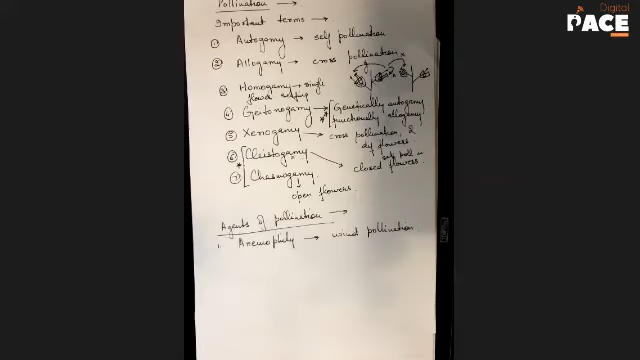 Pollination →
Important terms →
① Autogamy → self pollination
② Allogamy → cross pollination
③ Homogamy → single flower setting
④ Geitonogamy → Genetically autogamy functionally allogamy
⑤ Xenogamy → cross pollination, 2 dif flowers
⑥ Cleistogamy → self poll in closed flowers.
⑦ Chasmogamy
↓
open flowers.
Agents of pollination →
1. Anemophily → wind pollination
Digital
PACE